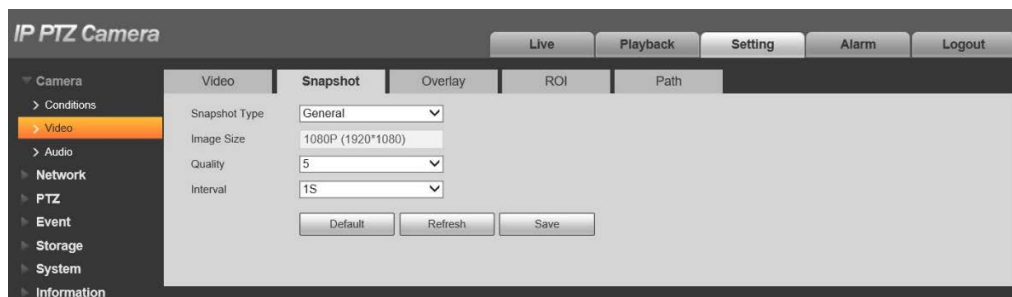 IP PTZ Camera
Live Playback Setting Alarm Logout
Camera
Conditions
Video
Audio
Network
PTZ
Event
Storage
System
Information
Video Snapshot Overlay ROI Path
Snapshot Type General
Image Size 1080P (1920*1080)
Quality 5
Interval 1S
Default Refresh Save